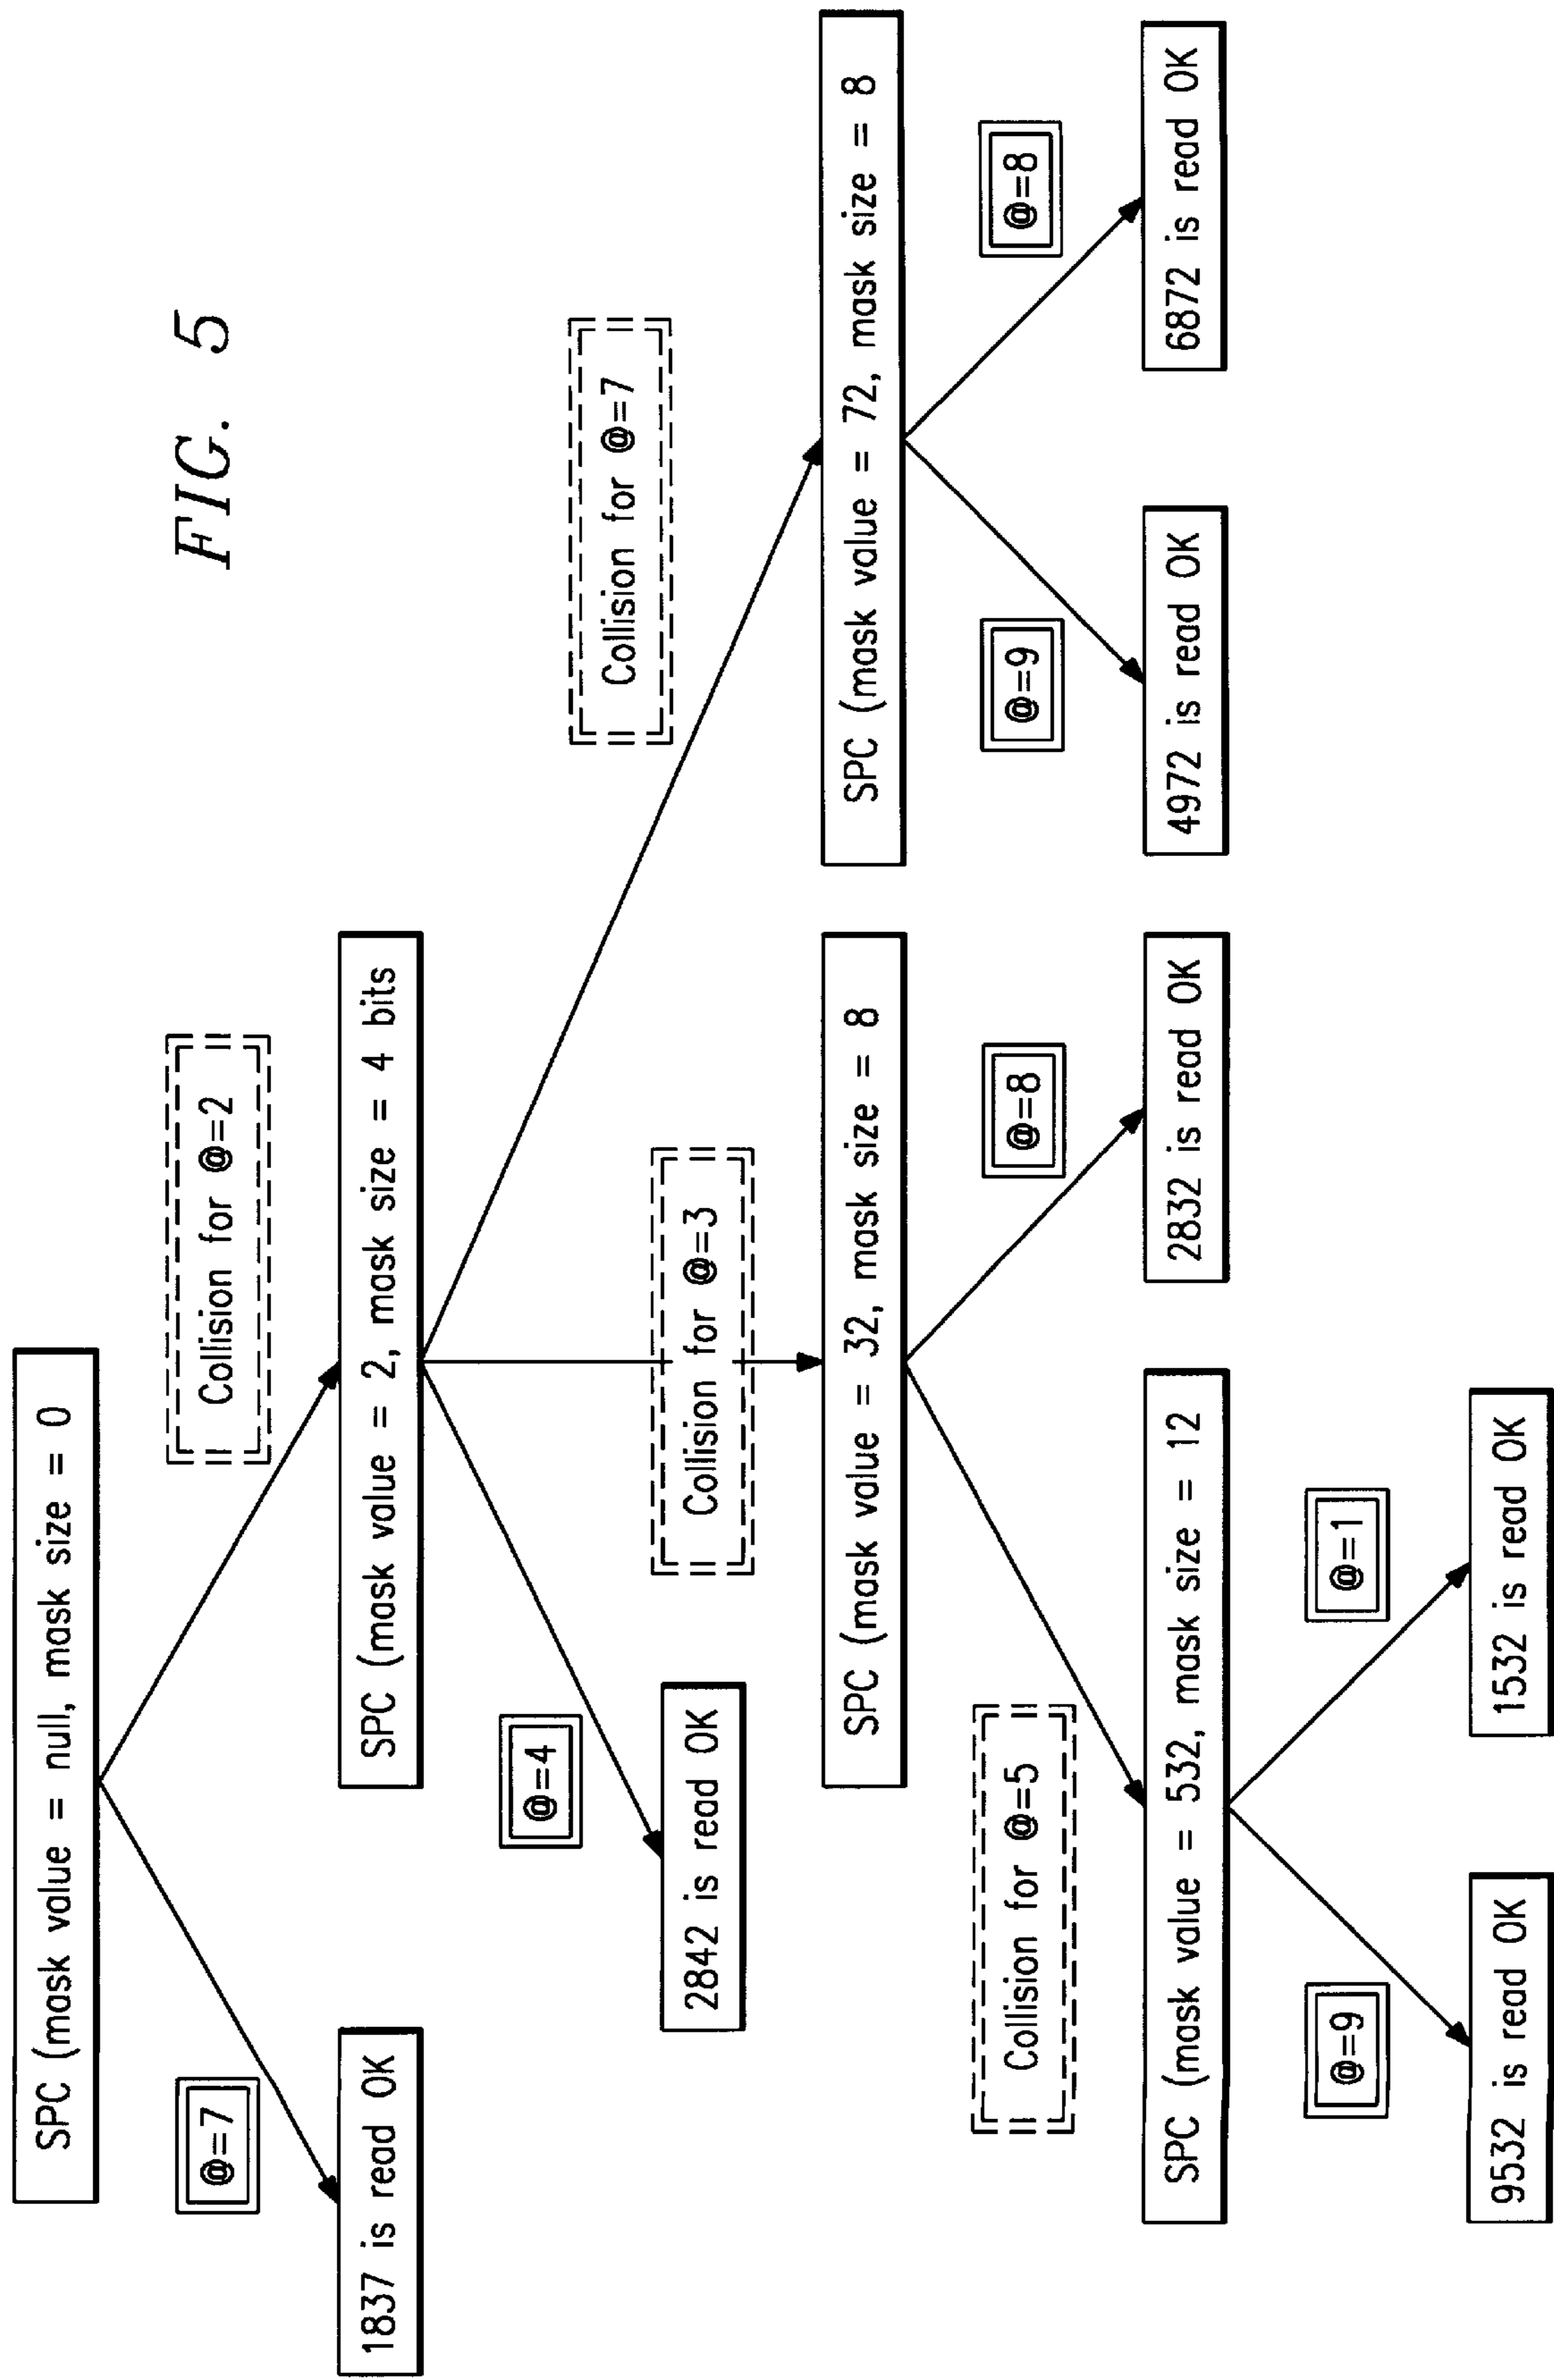 FIG. 5
SPC (mask value = null, mask size = 0
@=7
Collision for @=2
1837 is read OK
SPC (mask value = 2, mask size = 4 bits
@=4
Collision for @=3
Collision for @=7
2842 is read OK
SPC (mask value = 32, mask size = 8
SPC (mask value = 72, mask size = 8
Collision for @=5
@=8
@=9
@=8
SPC (mask value = 532, mask size = 12
2832 is read OK
4972 is read OK
6872 is read OK
@=9
@=1
9532 is read OK
1532 is read OK